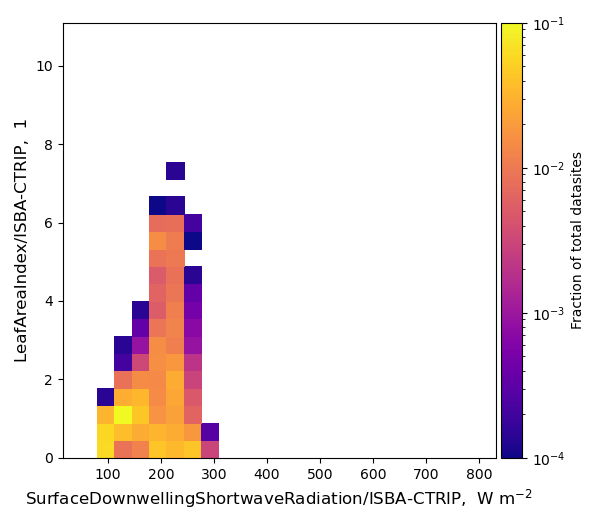 10
8
6
4
2
0
LeafAreaIndex/ISBA-CTRIP,  1
100 200 300 400 500 600 700 800
SurfaceDownwellingShortwaveRadiation/ISBA-CTRIP,  W m⁻²
10⁻¹
10⁻²
10⁻³
10⁻⁴
Fraction of total datasites